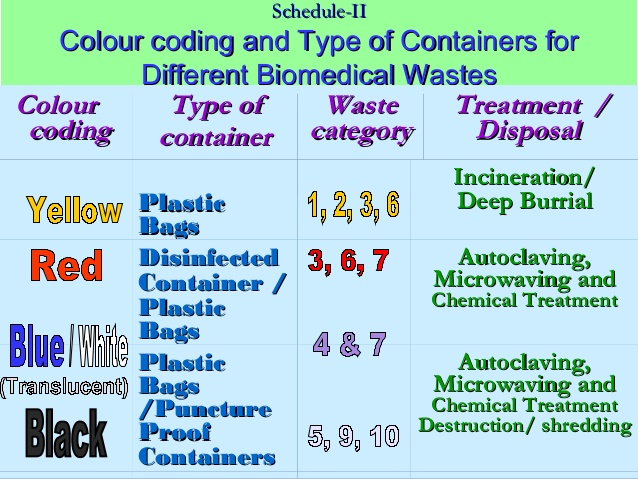 Schedule-II
Colour coding and Type of Containers for
Different Biomedical Wastes
Colour
coding
Type of
container
Waste
category
Treatment /
Disposal
Yellow
Plastic
Bags
1, 2, 3, 6
Incineration/
Deep Burrial
Red
Disinfected
Container /
Plastic
Bags
3, 6, 7
Autoclaving,
Microwaving and
Chemical Treatment
Blue / White
(Translucent)
Plastic
Bags
/Puncture
Proof
Containers
4 & 7
Autoclaving,
Microwaving and
Chemical Treatment
Destruction/ shredding
Black
5, 9, 10